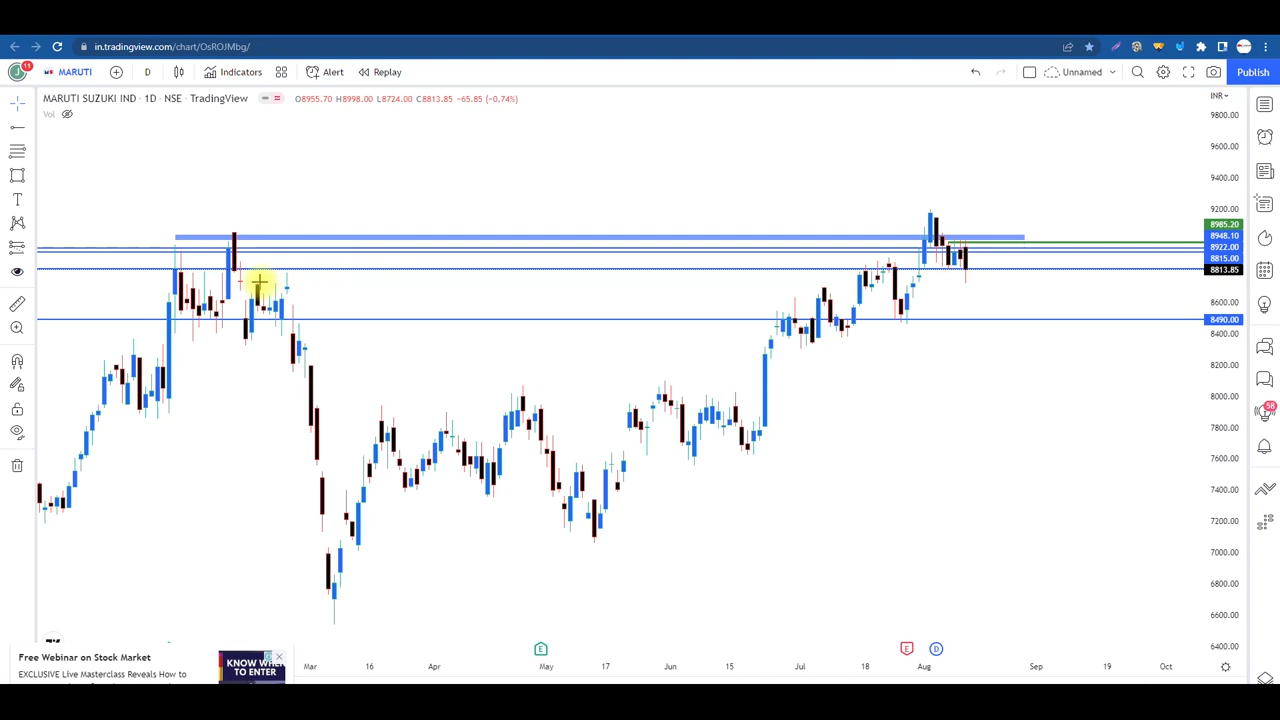 in.tradingview.com/chart/OsROJMbg/
J 11 MARUTI D Indicators Alert Replay Unnamed Publish
MARUTI SUZUKI IND · 1D · NSE · TradingView O8955.70 H8998.00 L8724.00 C8813.85 -65.85 (-0.74%)
Vol
INR
9800.00
9600.00
9400.00
9200.00
8985.20
8948.10
8922.00
8815.00
8813.85
8600.00
8490.00
8400.00
8200.00
8000.00
7800.00
7600.00
7400.00
7200.00
7000.00
6800.00
6600.00
6400.00
58
E E D
Mar 16 Apr May 17 Jun 15 Jul 18 Aug Sep 19 Oct
Free Webinar on Stock Market
EXCLUSIVE Live Masterclass Reveals How to
KNOW WHEN
TO ENTER